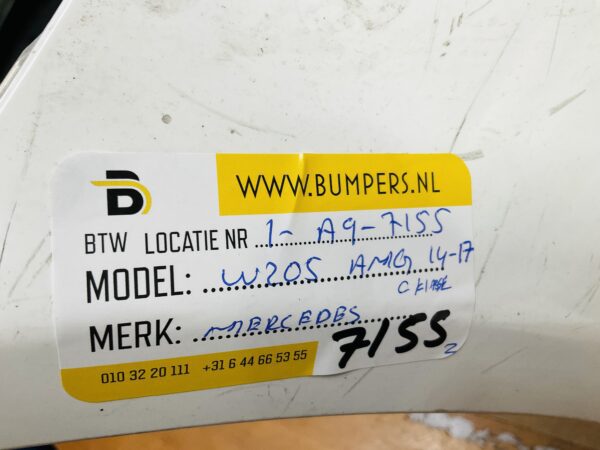 B
WWW.BUMPERS.NL
BTW LOCATIE NR 1- A9-7155
MODEL: W205 AMG 14-17
C KLASSE
MERK: MERCEDES
7155
2
010 32 20 111 +31 6 44 66 53 55